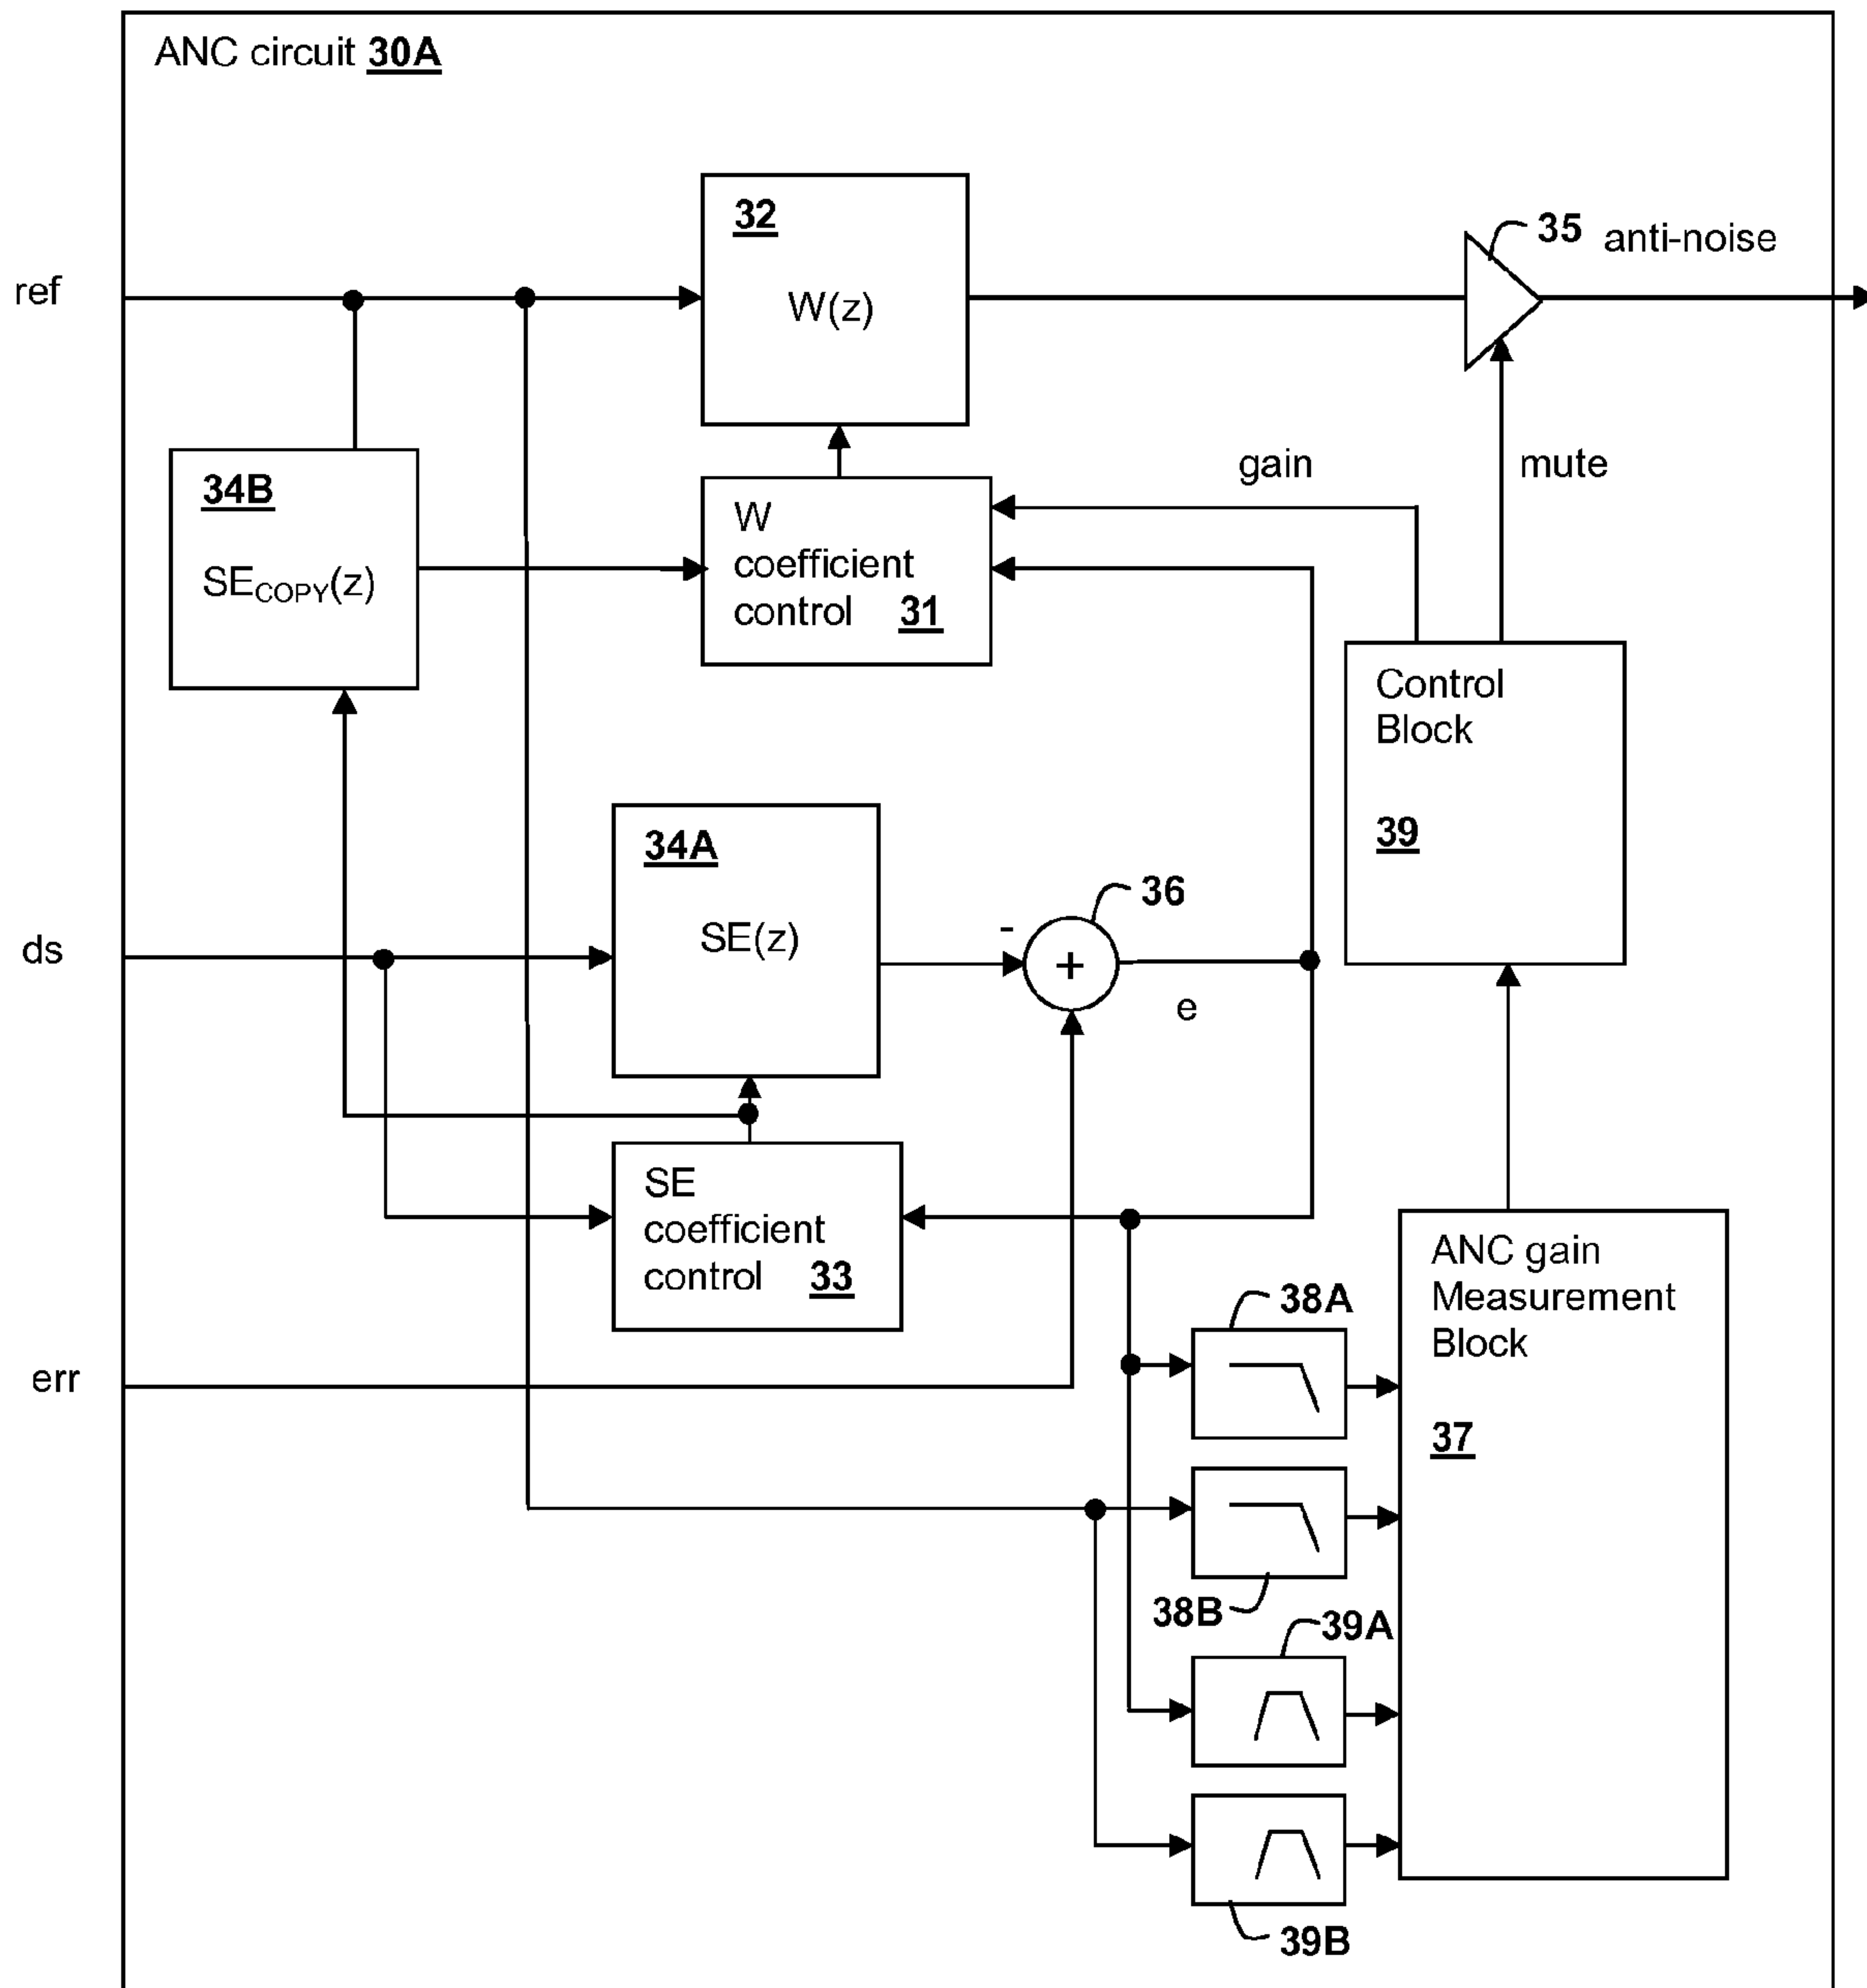 ANC circuit 30A
32
35
anti-noise
ref
W(z)
gain
mute
34B
SECOPY(z)
W
coefficient
control 31
Control
Block
39
34A
SE(z)
36
-
+
ds
e
SE
coefficient
control 33
ANC gain
Measurement
Block
37
38A
err
38B
39A
39B